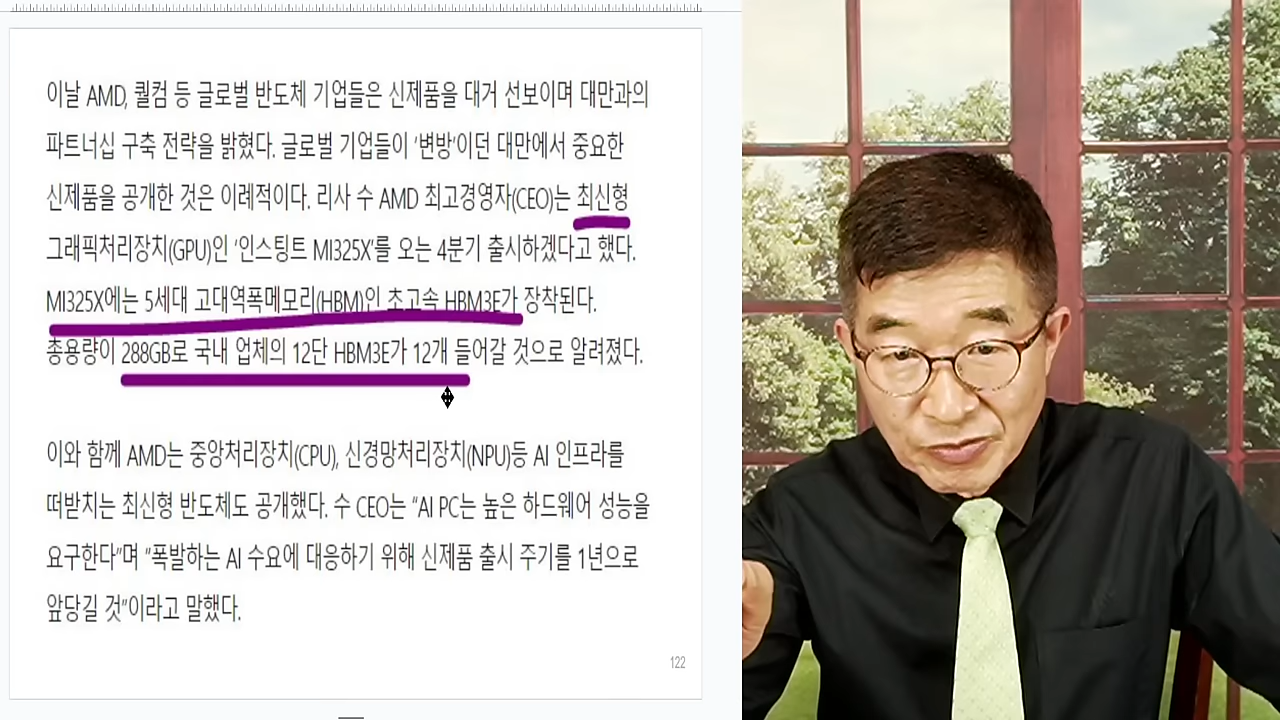 이날 AMD, 퀄컴 등 글로벌 반도체 기업들은 신제품을 대거 선보이며 대만과의
파트너십 구축 전략을 밝혔다. 글로벌 기업들이 ‘변방’이던 대만에서 중요한
신제품을 공개한 것은 이례적이다. 리사 수 AMD 최고경영자(CEO)는 최신형
그래픽처리장치(GPU)인 ‘인스팅트 MI325X’를 오는 4분기 출시하겠다고 했다.
MI325X에는 5세대 고대역폭메모리(HBM)인 초고속 HBM3E가 장착된다.
총용량이 288GB로 국내 업체의 12단 HBM3E가 12개 들어갈 것으로 알려졌다.
이와 함께 AMD는 중앙처리장치(CPU), 신경망처리장치(NPU)등 AI 인프라를
떠받치는 최신형 반도체도 공개했다. 수 CEO는 “AI PC는 높은 하드웨어 성능을
요구한다”며 “폭발하는 AI 수요에 대응하기 위해 신제품 출시 주기를 1년으로
앞당길 것”이라고 말했다.
122